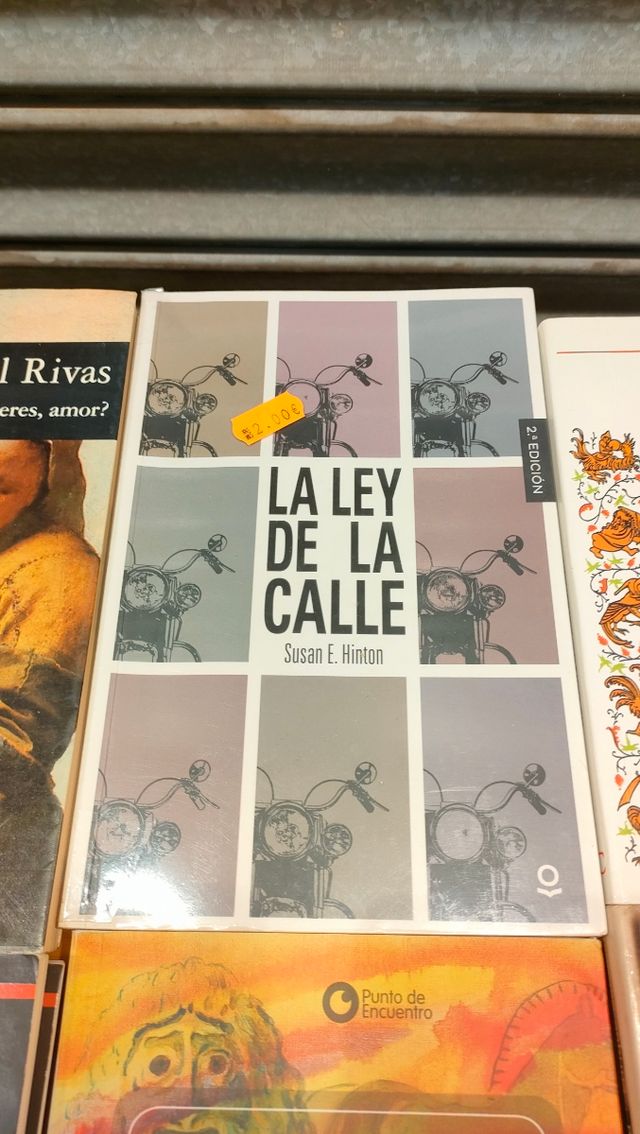 l Rivas
eres, amor?
2.00€
2.ª EDICIÓN
LA LEY
DE LA
CALLE
Susan E. Hinton
Punto de
Encuentro